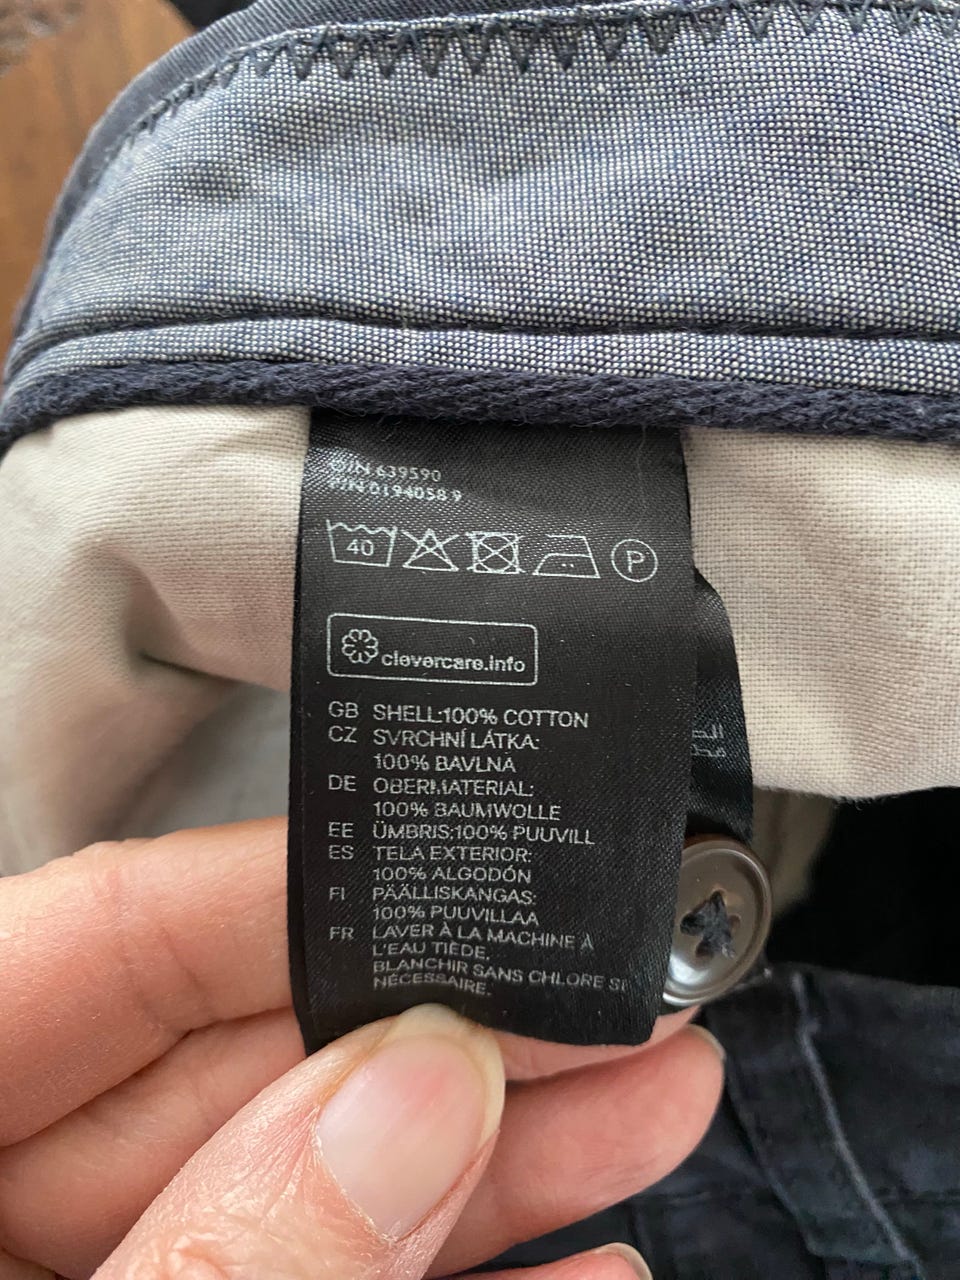 O/N 639590
P/N 0194058 9
40 P
clevercare.info
GB SHELL:100% COTTON
CZ SVRCHNÍ LÁTKA:
100% BAVLNA
DE OBERMATERIAL:
100% BAUMWOLLE
EE ÜMBRIS:100% PUUVILL
ES TELA EXTERIOR:
100% ALGODÓN
FI PÄÄLLISKANGAS:
100% PUUVILLAA
FR LAVER À LA MACHINE À
L'EAU TIÈDE.
BLANCHIR SANS CHLORE SI
NÉCESSAIRE.